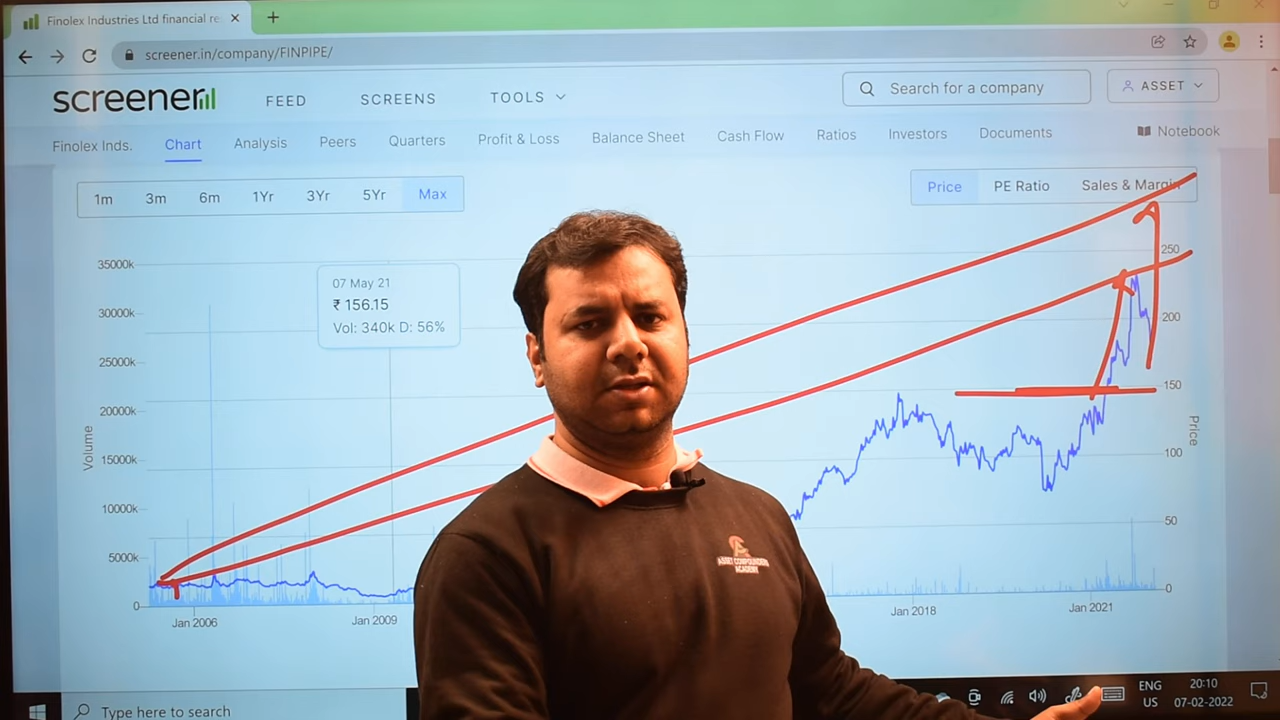 Finolex Industries Ltd financial re
screener.in/company/FINPIPE/
screener
FEED SCREENS TOOLS
Search for a company
ASSET
Finolex Inds. Chart Analysis Peers Quarters Profit & Loss Balance Sheet Cash Flow Ratios Investors Documents Notebook
1m 3m 6m 1Yr 3Yr 5Yr Max
Price PE Ratio Sales & Margin
07 May 21
₹ 156.15
Vol: 340k D: 56%
35000k
30000k
25000k
20000k
15000k
10000k
5000k
0
Volume
250
200
150
100
50
0
Price
Jan 2006 Jan 2009 Jan 2018 Jan 2021
ASSET COMPOUNDERS
ACADEMY
Type here to search
ENG
US
20:10
07-02-2022